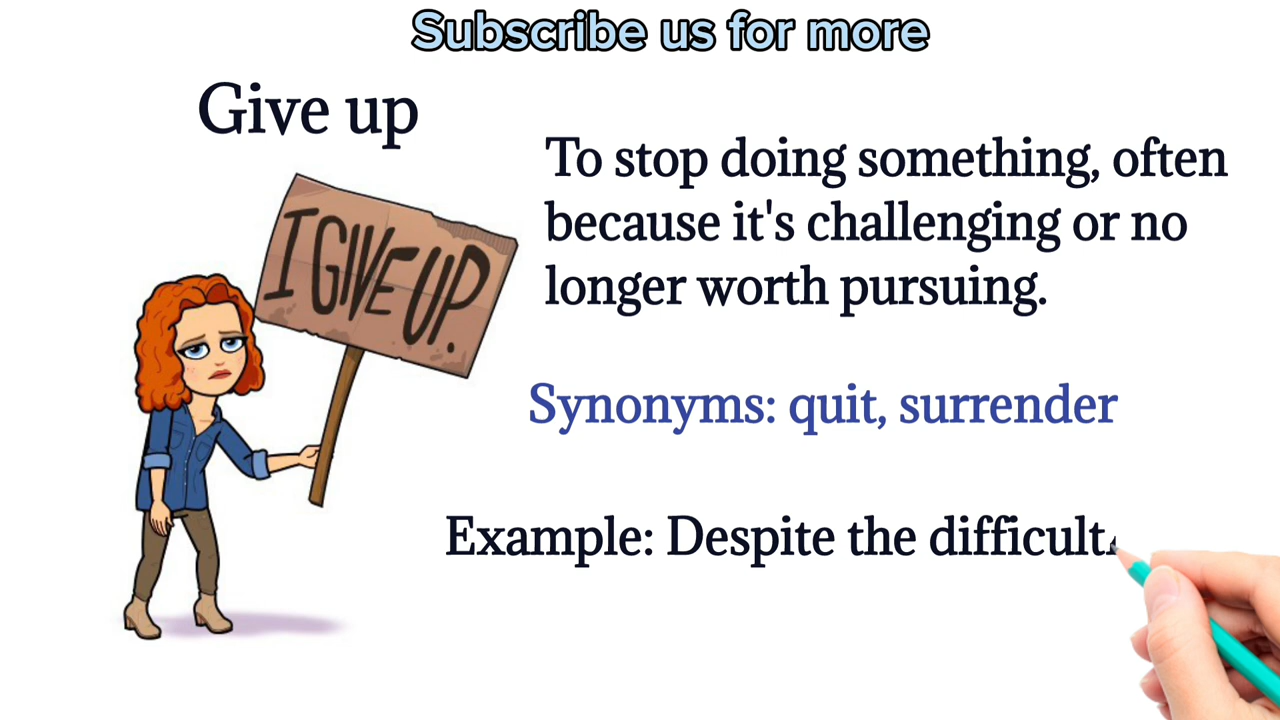 Subscribe us for more
Give up
I GIVE UP.
To stop doing something, often
because it's challenging or no
longer worth pursuing.
Synonyms: quit, surrender
Example: Despite the difficult